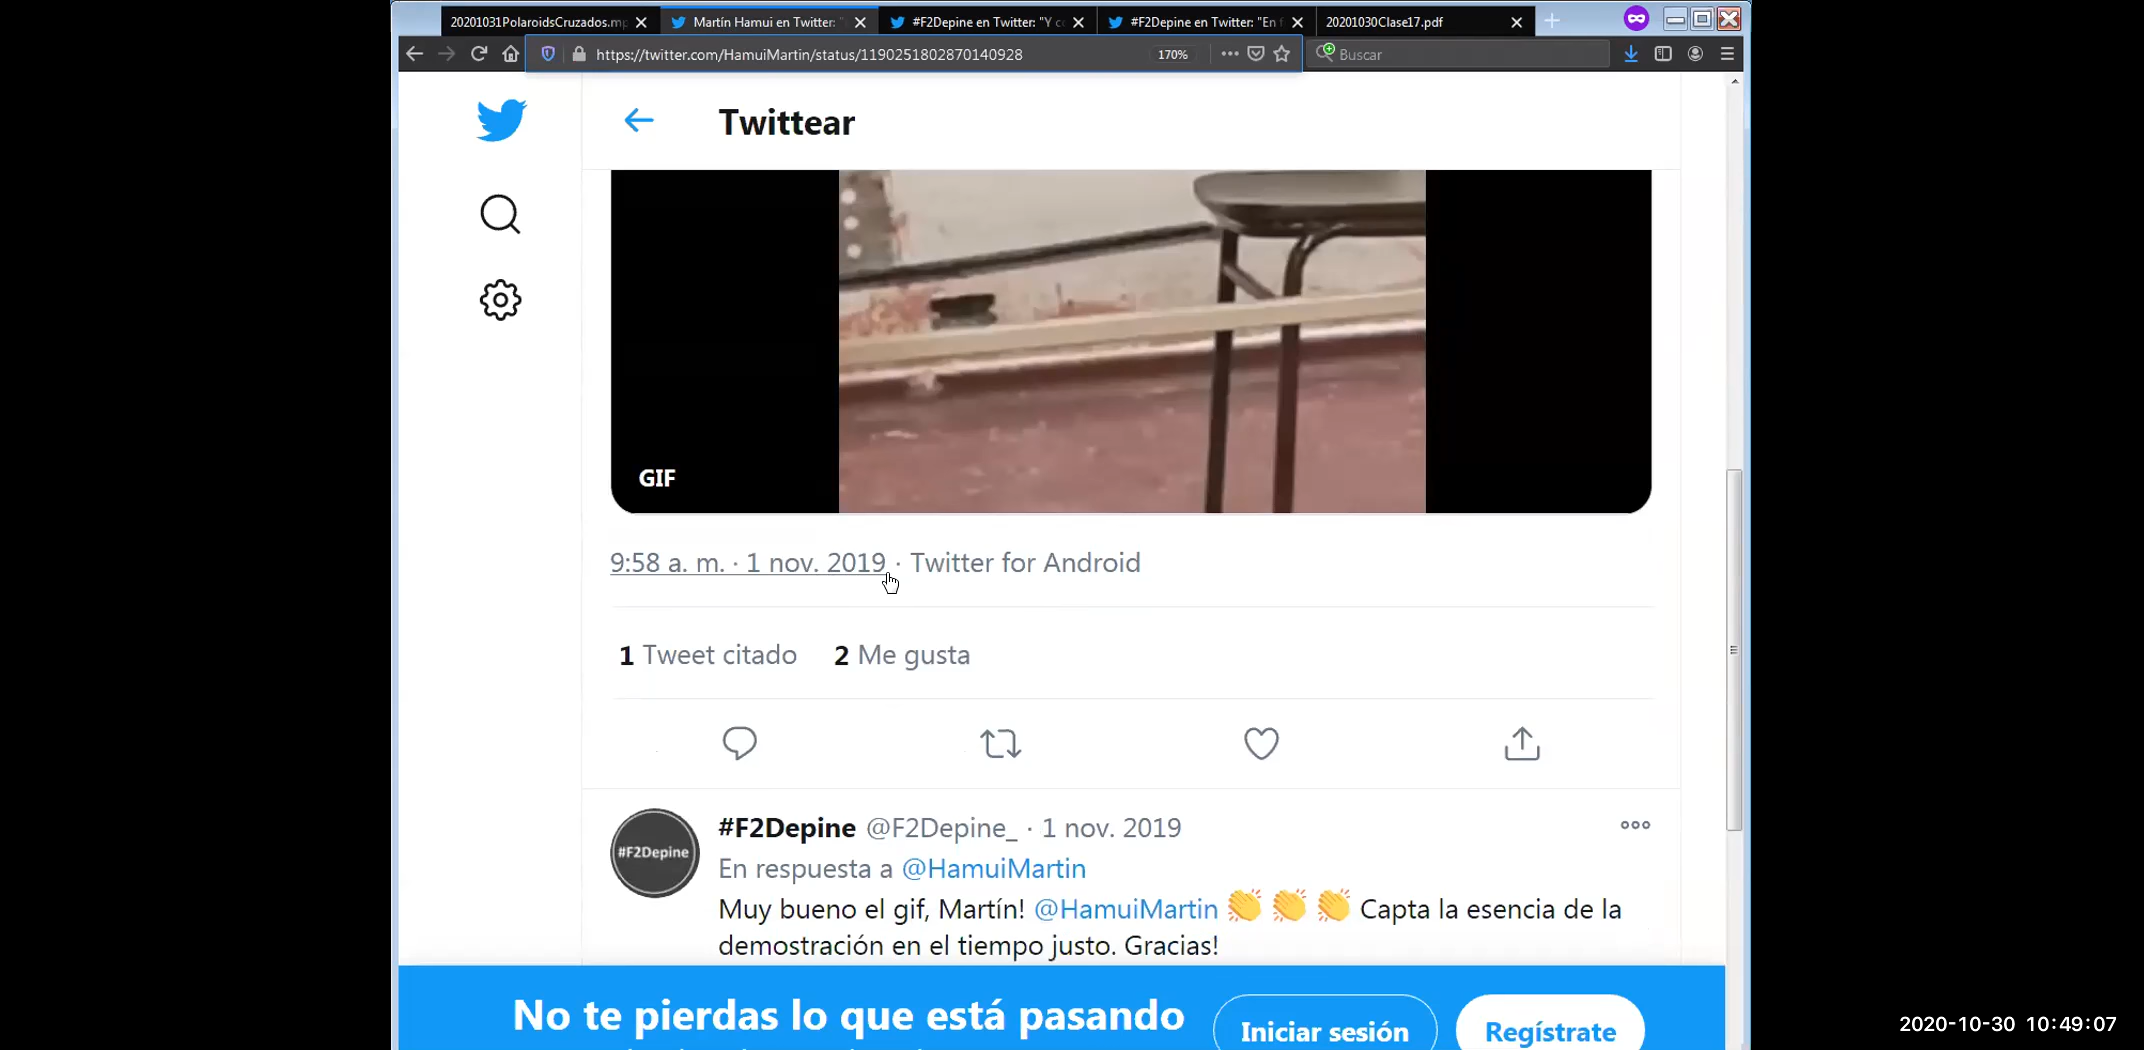 20201031PolaroidsCruzados.mp
Martín Hamui en Twitter: "
#F2Depine en Twitter: "Y c
#F2Depine en Twitter: "En f
20201030Clase17.pdf
https://twitter.com/HamuiMartin/status/1190251802870140928
170%
Buscar
Twittear
GIF
9:58 a. m. · 1 nov. 2019 · Twitter for Android
1 Tweet citado 2 Me gusta
#F2Depine @F2Depine_ · 1 nov. 2019
#F2Depine
En respuesta a @HamuiMartin
Muy bueno el gif, Martín! @HamuiMartin 👏 👏 👏 Capta la esencia de la
demostración en el tiempo justo. Gracias!
No te pierdas lo que está pasando
Iniciar sesión
Regístrate
2020-10-30 10:49:07